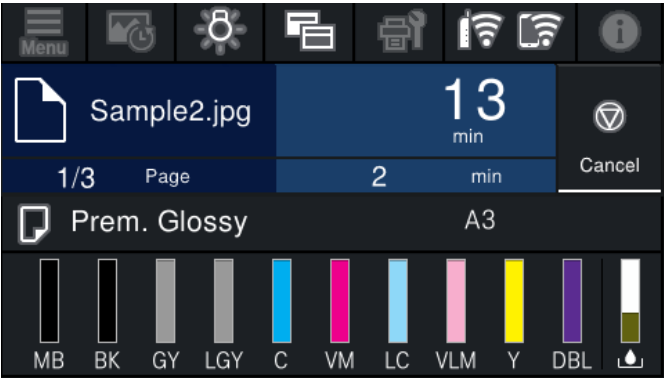 Menu
Sample2.jpg
13
min
Cancel
1/3 Page 2 min
Prem. Glossy A3
MB BK GY LGY C VM LC VLM Y DBL